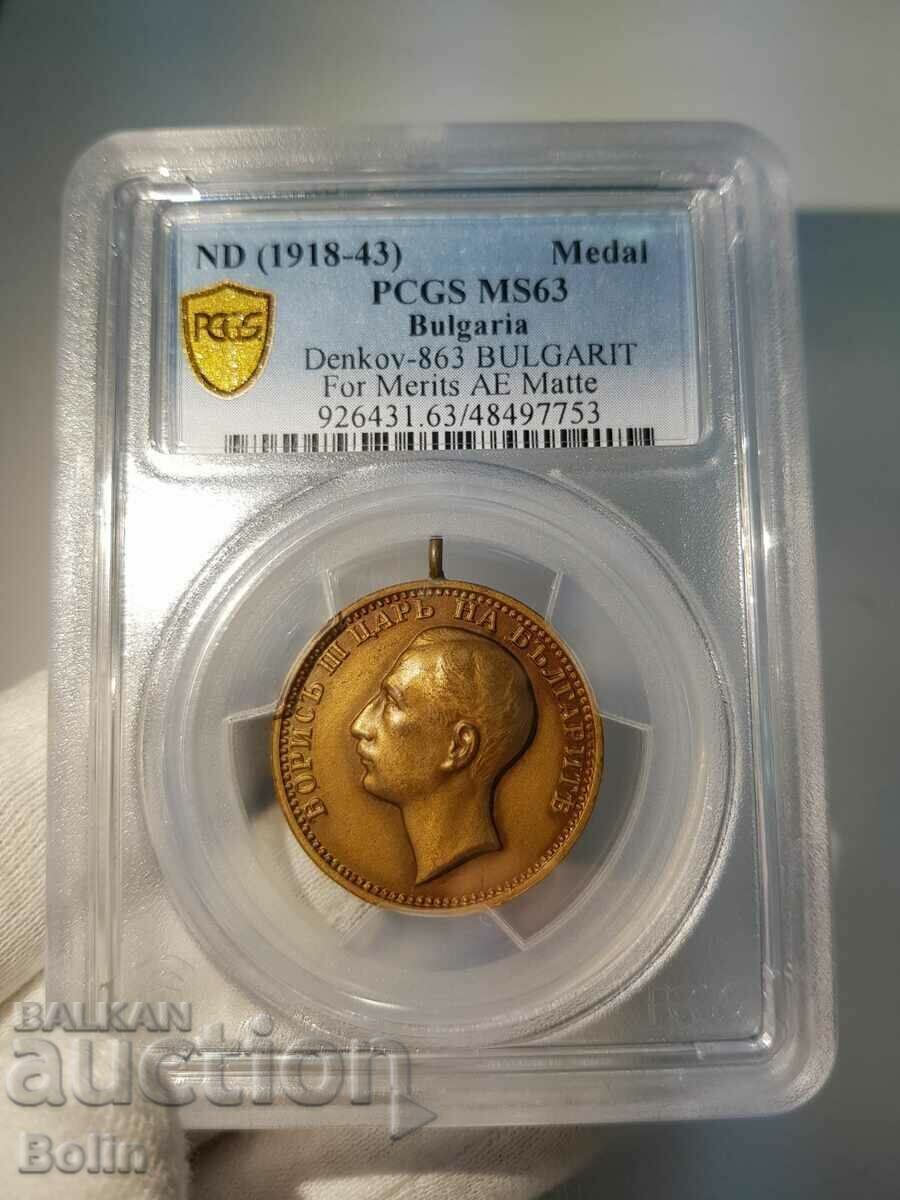 ND (1918-43) Medal
PCGS MS63
PCGS
Bulgaria
Denkov-863 BULGARIT
For Merits AE Matte
926431.63/48497753
БОРИСЪ III ЦАРЬ НА БЪЛГАРИТѢ
BALKAN
auction
Bolin